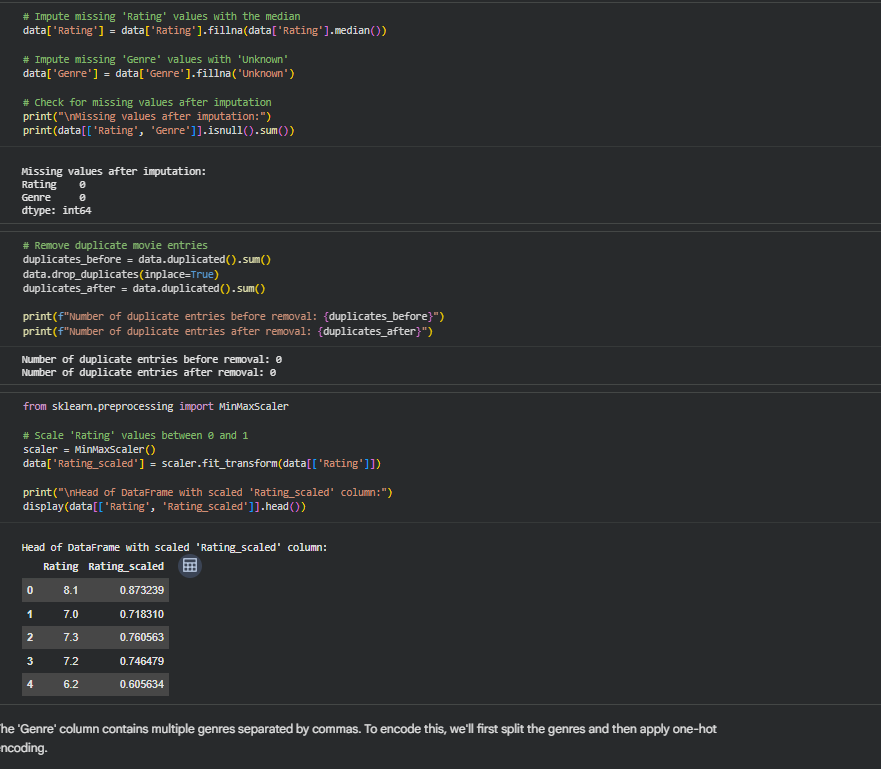 # Impute missing 'Rating' values with the median
data['Rating'] = data['Rating'].fillna(data['Rating'].median())
# Impute missing 'Genre' values with 'Unknown'
data['Genre'] = data['Genre'].fillna('Unknown')
# Check for missing values after imputation
print("\nMissing values after imputation:")
print(data[['Rating', 'Genre']].isnull().sum())
Missing values after imputation:
Rating 0
Genre 0
dtype: int64
# Remove duplicate movie entries
duplicates_before = data.duplicated().sum()
data.drop_duplicates(inplace=True)
duplicates_after = data.duplicated().sum()
print(f"Number of duplicate entries before removal: {duplicates_before}")
print(f"Number of duplicate entries after removal: {duplicates_after}")
Number of duplicate entries before removal: 0
Number of duplicate entries after removal: 0
from sklearn.preprocessing import MinMaxScaler
# Scale 'Rating' values between 0 and 1
scaler = MinMaxScaler()
data['Rating_scaled'] = scaler.fit_transform(data[['Rating']])
print("\nHead of DataFrame with scaled 'Rating_scaled' column:")
display(data[['Rating', 'Rating_scaled']].head())
Head of DataFrame with scaled 'Rating_scaled' column:
Rating Rating_scaled
0 8.1 0.873239
1 7.0 0.718310
2 7.3 0.760563
3 7.2 0.746479
4 6.2 0.605634
he 'Genre' column contains multiple genres separated by commas. To encode this, we'll first split the genres and then apply one-hot
ncoding.